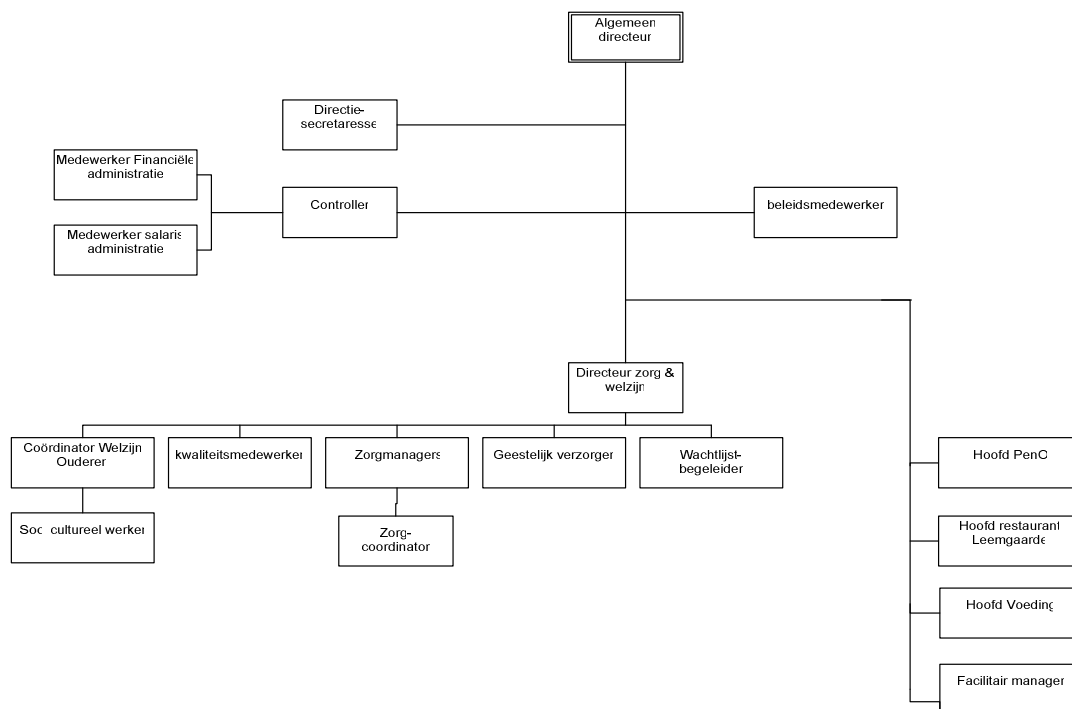 Algemeen
directeur
Directie-
secretaresse
Medewerker Financiële
administratie
Controller
beleidsmedewerker
Medewerker salaris
administratie
Directeur zorg &
welzijn
Coördinator Welzijn
Ouderen
kwaliteitsmedewerker
Zorgmanagers
Geestelijk verzorger
Wachtlijst-
begeleider
Hoofd PenO
Soc cultureel werker
Zorg-
coordinator
Hoofd restaurant
Leemgaarde
Hoofd Voeding
Facilitair manager